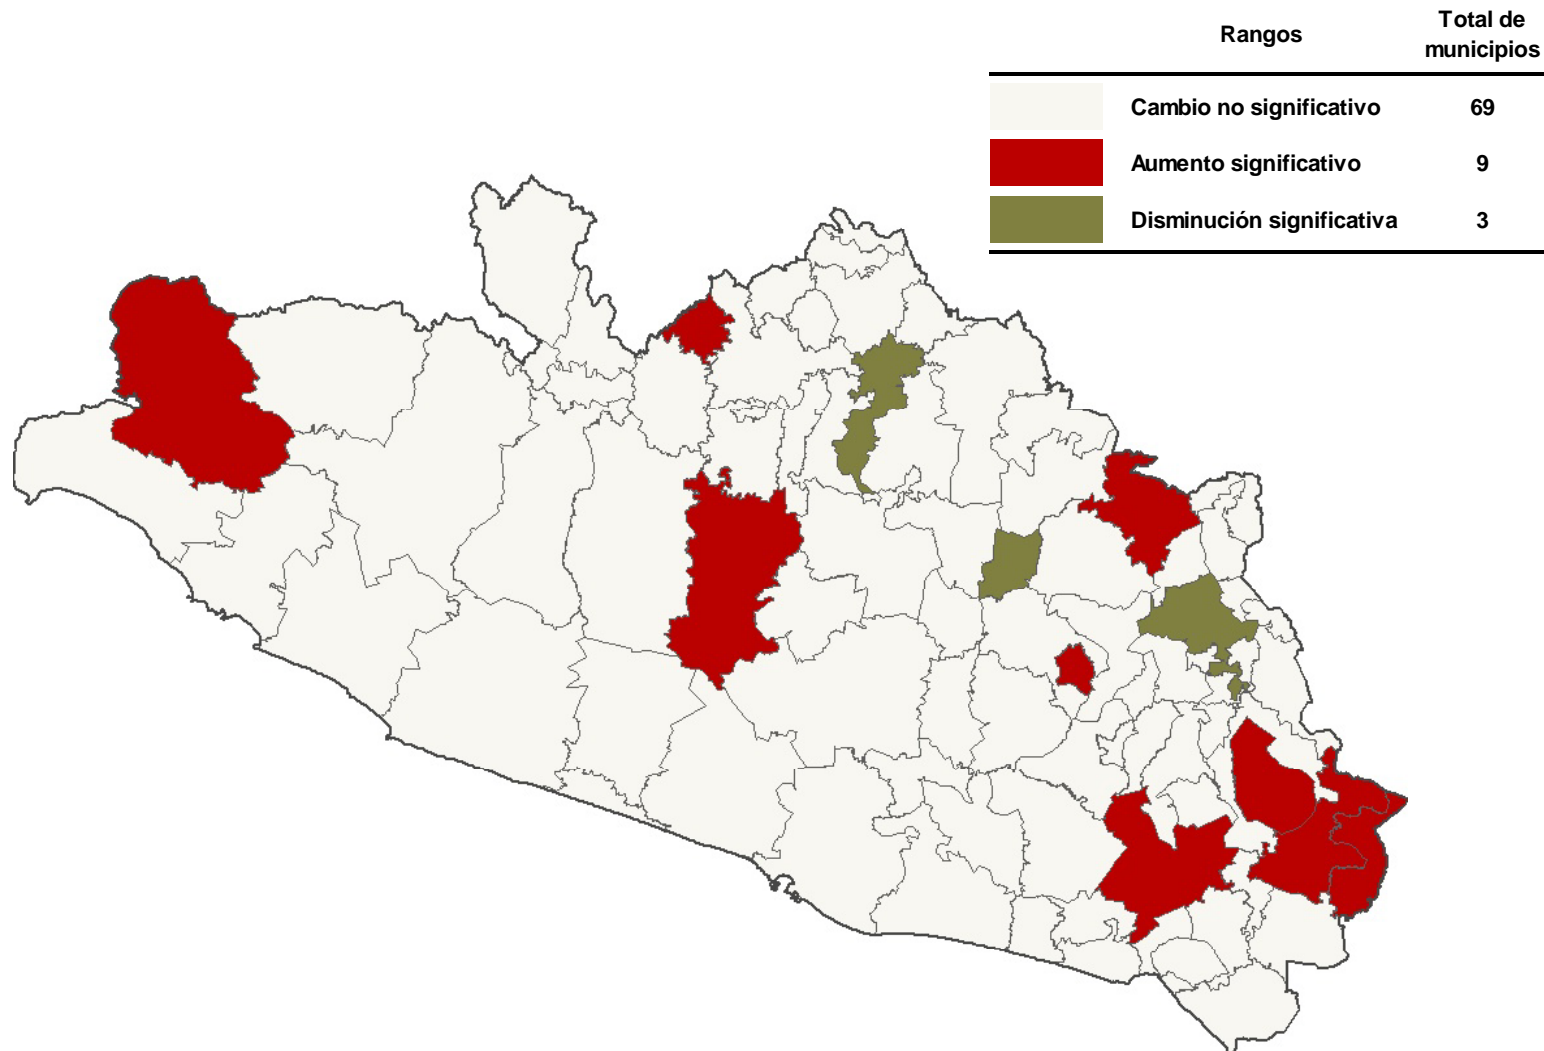 Rangos Total de
municipios
Cambio no significativo 69
Aumento significativo 9
Disminución significativa 3